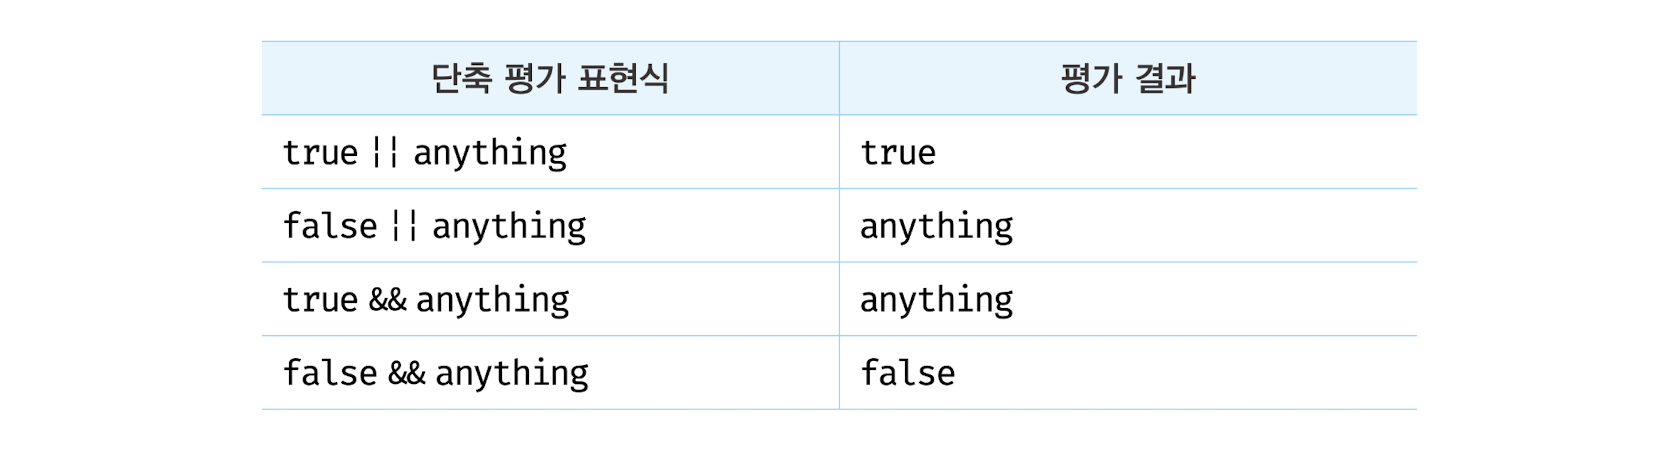 단축 평가 표현식 평가 결과
true || anything true
false || anything anything
true && anything anything
false && anything false